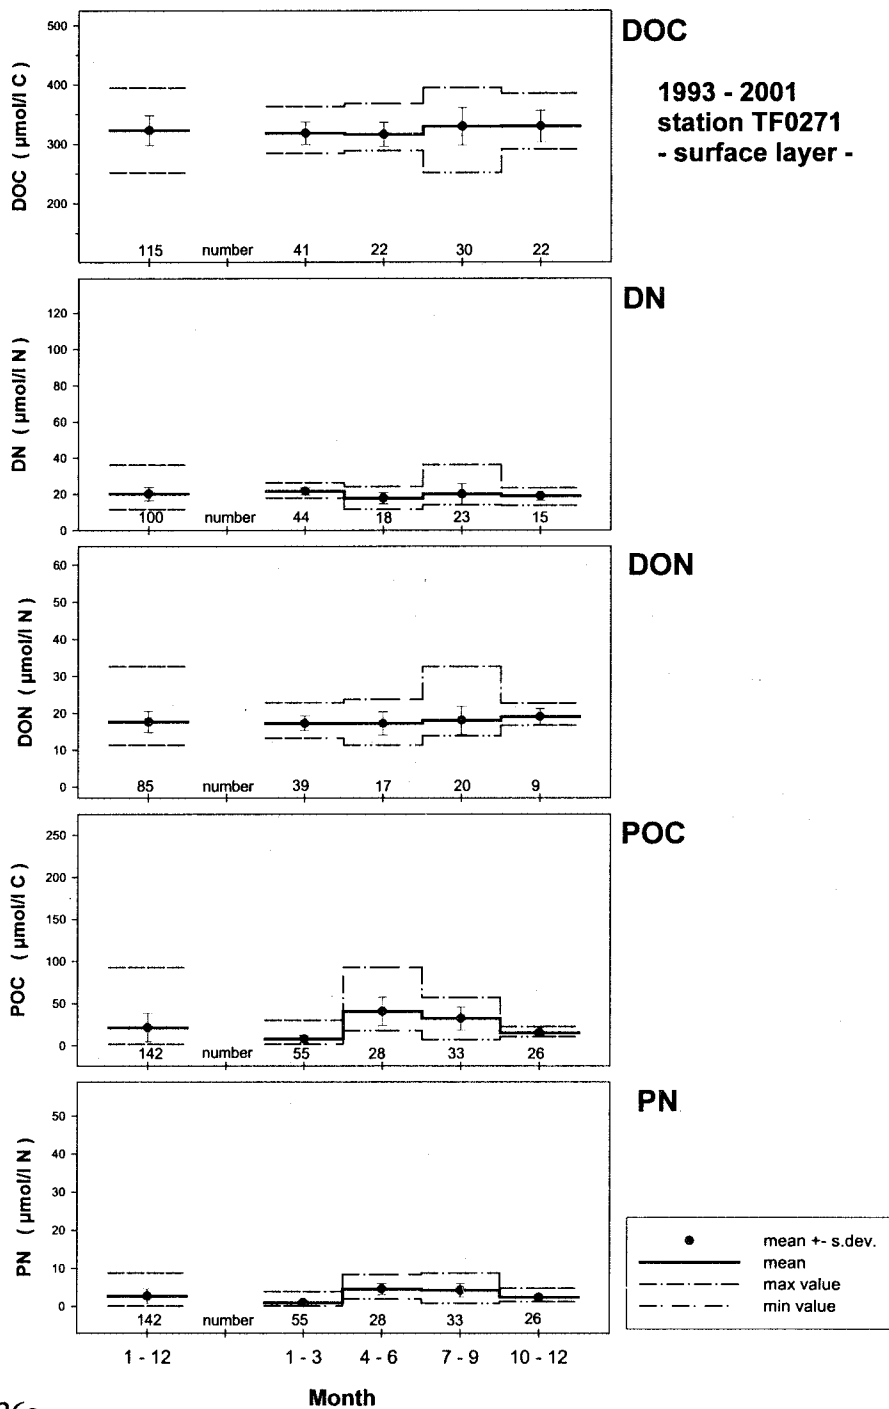 DOC
1993 - 2001
station TF0271
- surface layer -
DOC ( µmol/l C )
500
400
300
200
115 number 41 22 30 22
DN
DN ( µmol/l N )
120
100
80
60
40
20
0
100 number 44 18 23 15
DON
DON ( µmol/l N )
60
50
40
30
20
10
0
85 number 39 17 20 9
POC
POC ( µmol/l C )
250
200
150
100
50
0
142 number 55 28 33 26
PN
PN ( µmol/l N )
50
40
30
20
10
0
142 number 55 28 33 26
1 - 12 1 - 3 4 - 6 7 - 9 10 - 12
Month
mean +- s.dev.
mean
max value
min value